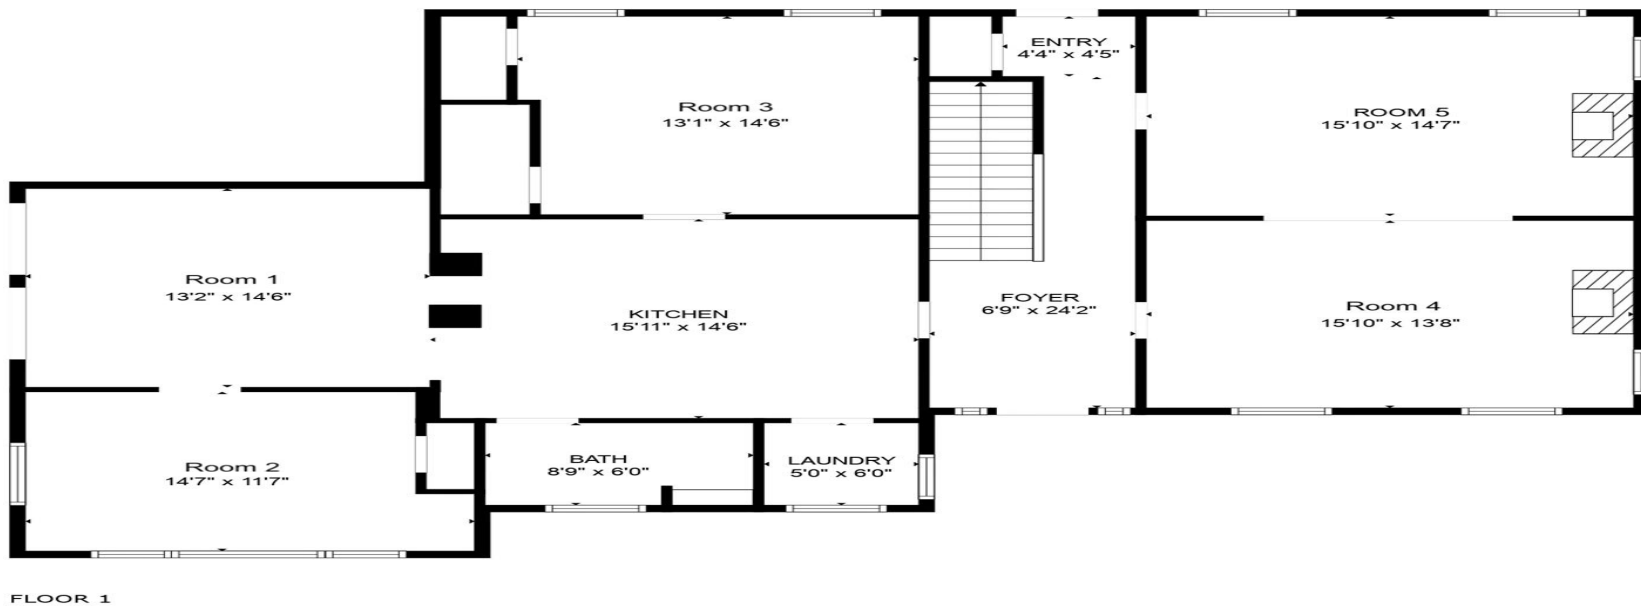 ENTRY
4'4" x 4'5"
Room 3
13'1" x 14'6"
ROOM 5
15'10" x 14'7"
Room 1
13'2" x 14'6"
KITCHEN
15'11" x 14'6"
FOYER
6'9" x 24'2"
Room 4
15'10" x 13'8"
Room 2
14'7" x 11'7"
BATH
8'9" x 6'0"
LAUNDRY
5'0" x 6'0"
FLOOR 1